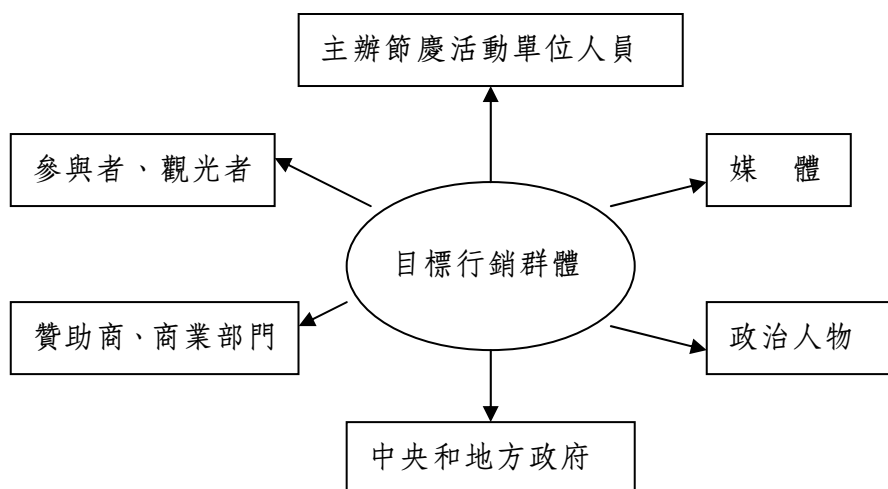 主辦節慶活動單位人員
參與者、觀光者
媒 體
目標行銷群體
贊助商、商業部門
政治人物
中央和地方政府